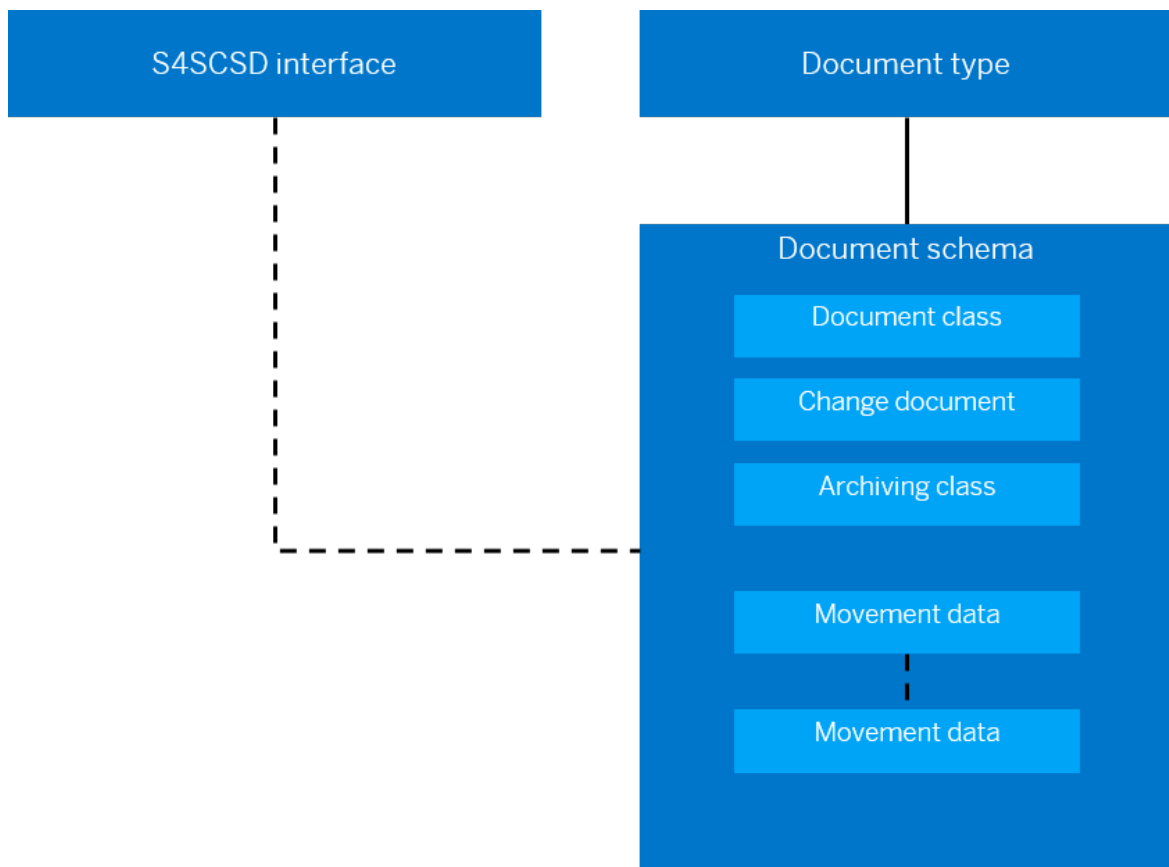 S4SCSD interface
Document type
Document schema
Document class
Change document
Archiving class
Movement data
Movement data